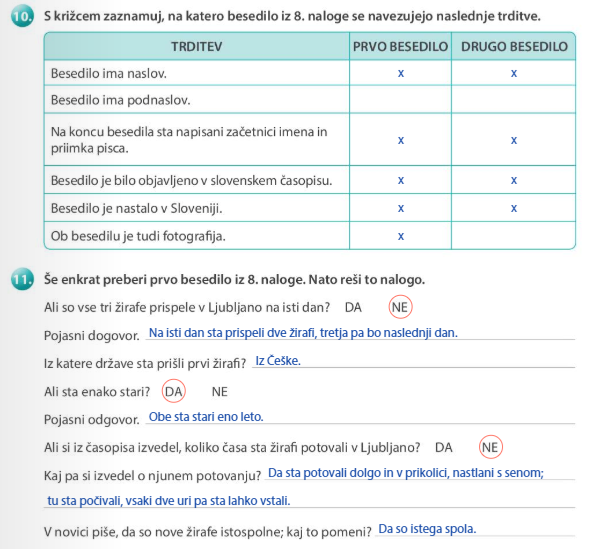 10. S križcem zaznamuj, na katero besedilo iz 8. naloge se navezujejo naslednje trditve.
TRDITEV PRVO BESEDILO DRUGO BESEDILO
Besedilo ima naslov. x x
Besedilo ima podnaslov.
Na koncu besedila sta napisani začetnici imena in
priimka pisca. x x
Besedilo je bilo objavljeno v slovenskem časopisu. x x
Besedilo je nastalo v Sloveniji. x x
Ob besedilu je tudi fotografija. x
11. Še enkrat preberi prvo besedilo iz 8. naloge. Nato reši to nalogo.
Ali so vse tri žirafe prispele v Ljubljano na isti dan? DA NE
Pojasni dogovor. Na isti dan sta prispeli dve žirafi, tretja pa bo naslednji dan.
Iz katere države sta prišli prvi žirafi? Iz Češke.
Ali sta enako stari? DA NE
Pojasni odgovor. Obe sta stari eno leto.
Ali si iz časopisa izvedel, koliko časa sta žirafi potovali v Ljubljano? DA NE
Kaj pa si izvedel o njunem potovanju? Da sta potovali dolgo in v prikolici, nastlani s senom;
tu sta počivali, vsaki dve uri pa sta lahko vstali.
V novici piše, da so nove žirafe istospolne; kaj to pomeni? Da so istega spola.